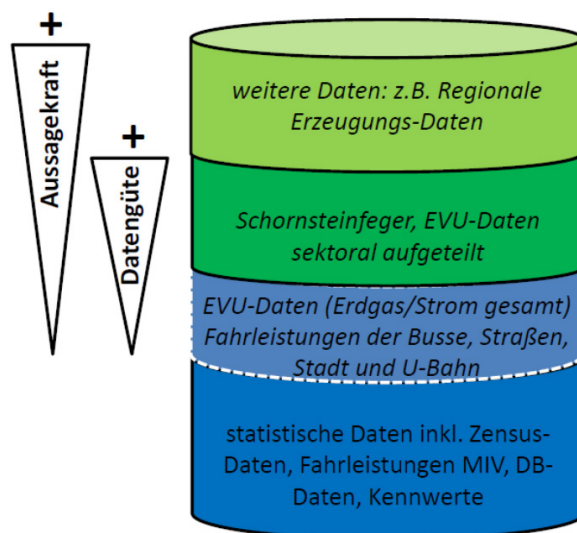 +
Aussagekraft
+
Datengüte
weitere Daten: z.B. Regionale
Erzeugungs-Daten
Schornsteinfeger, EVU-Daten
sektoral aufgeteilt
EVU-Daten (Erdgas/Strom gesamt)
Fahrleistungen der Busse, Straßen,
Stadt und U-Bahn
statistische Daten inkl. Zensus-
Daten, Fahrleistungen MIV, DB-
Daten, Kennwerte